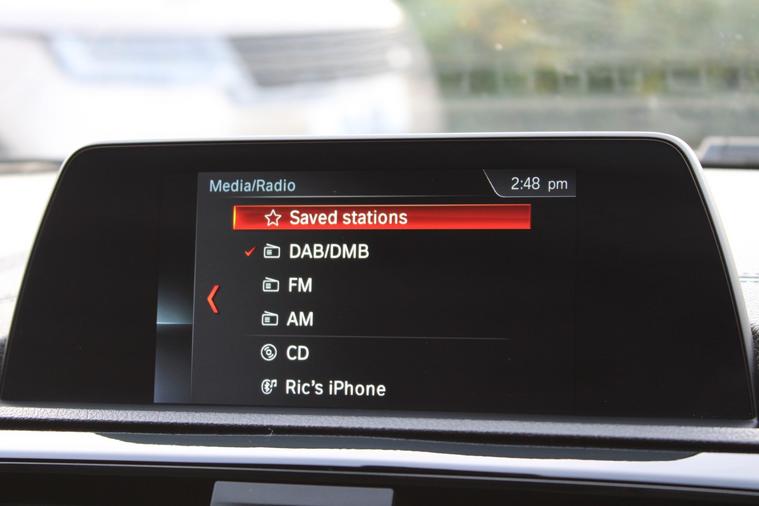 Media/Radio
2:48 pm
Saved stations
DAB/DMB
FM
AM
CD
Ric's iPhone